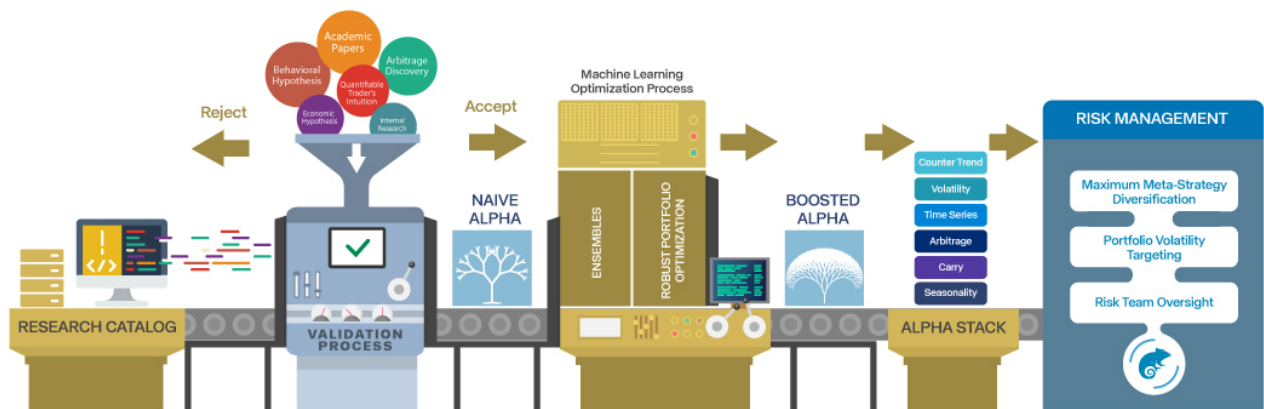 Academic
Papers
Behavioral
Hypothesis
Arbitrage
Discovery
Quantifiable
Trader's
Intuition
Economic
Hypothesis
Internal
Research
Reject
Accept
</>
RESEARCH CATALOG
VALIDATION
PROCESS
NAIVE
ALPHA
Machine Learning
Optimization Process
ENSEMBLES
ROBUST PORTFOLIO
OPTIMIZATION
BOOSTED
ALPHA
Counter Trend
Volatility
Time Series
Arbitrage
Carry
Seasonality
ALPHA STACK
RISK MANAGEMENT
Maximum Meta-Strategy
Diversification
Portfolio Volatility
Targeting
Risk Team Oversight